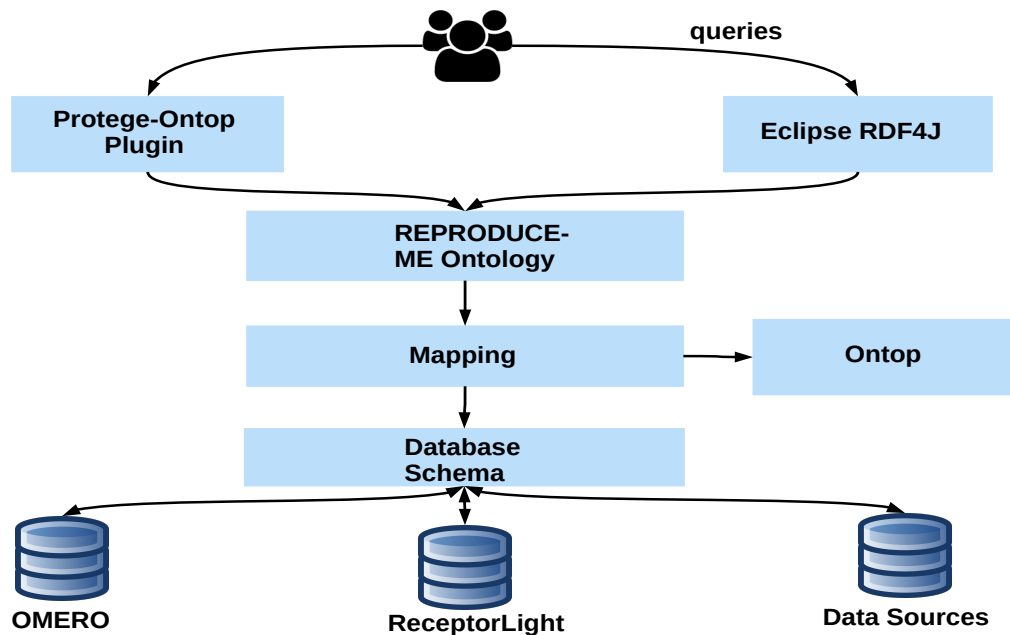 queries
Protege-Ontop
Plugin
Eclipse RDF4J
REPRODUCE-
ME Ontology
Mapping
Ontop
Database
Schema
OMERO
ReceptorLight
Data Sources